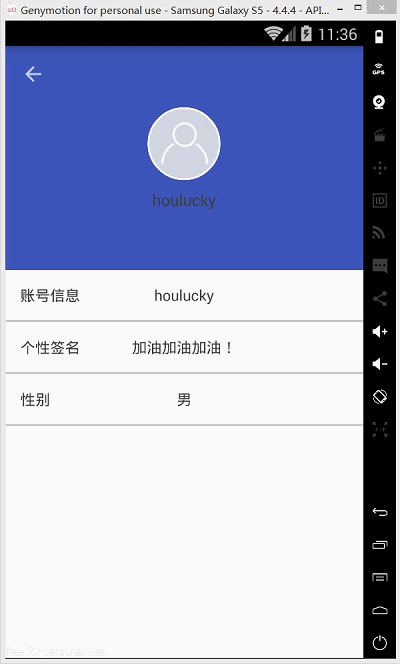 Genymotion for personal use - Samsung Galaxy S5 - 4.4.4 - API...
11:36
GPS
houlucky
ID
账号信息 houlucky
个性签名 加油加油加油！
性别 男
free for personal use